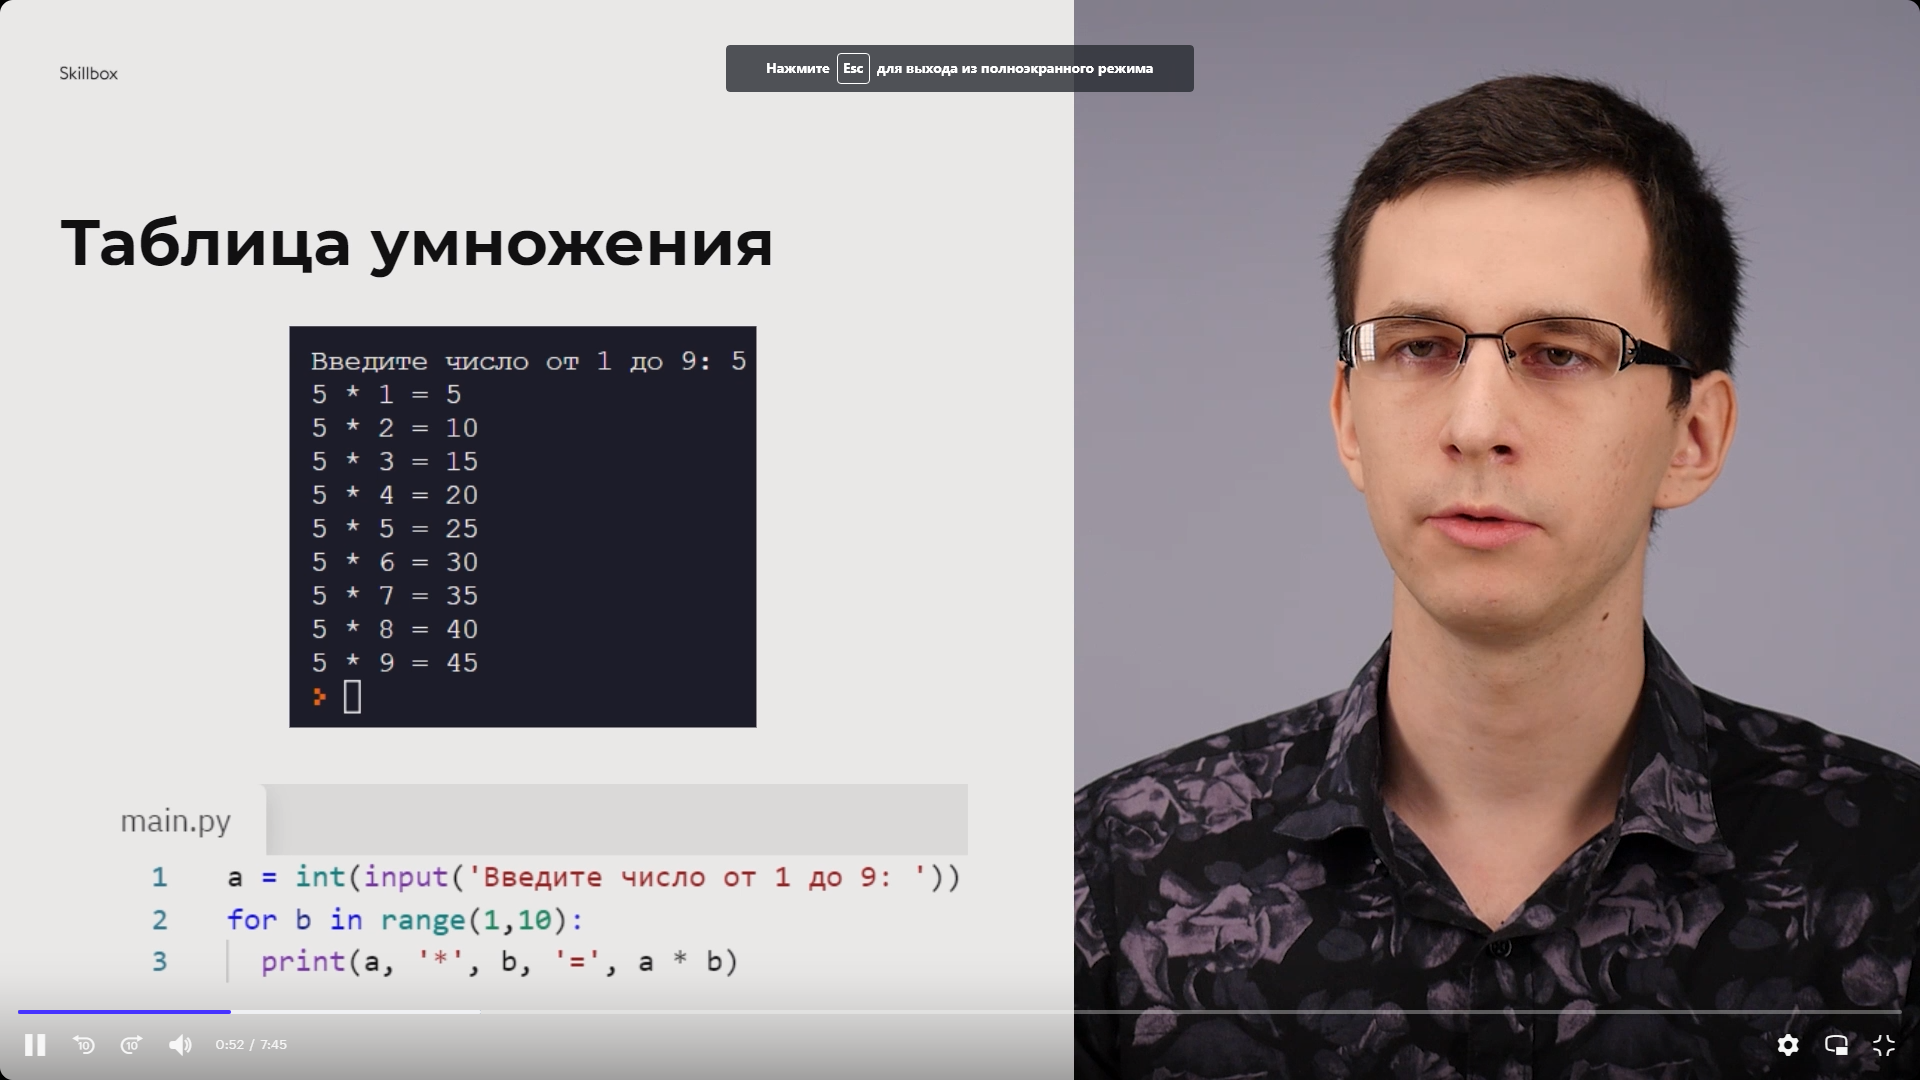 Skillbox
Нажмите Esc для выхода из полноэкранного режима
Таблица умножения
Введите число от 1 до 9: 5
5 * 1 = 5
5 * 2 = 10
5 * 3 = 15
5 * 4 = 20
5 * 5 = 25
5 * 6 = 30
5 * 7 = 35
5 * 8 = 40
5 * 9 = 45
main.py
1 a = int(input('Введите число от 1 до 9: '))
2 for b in range(1,10):
3 print(a, '*', b, '=', a * b)
10 10 0:52 / 7:45